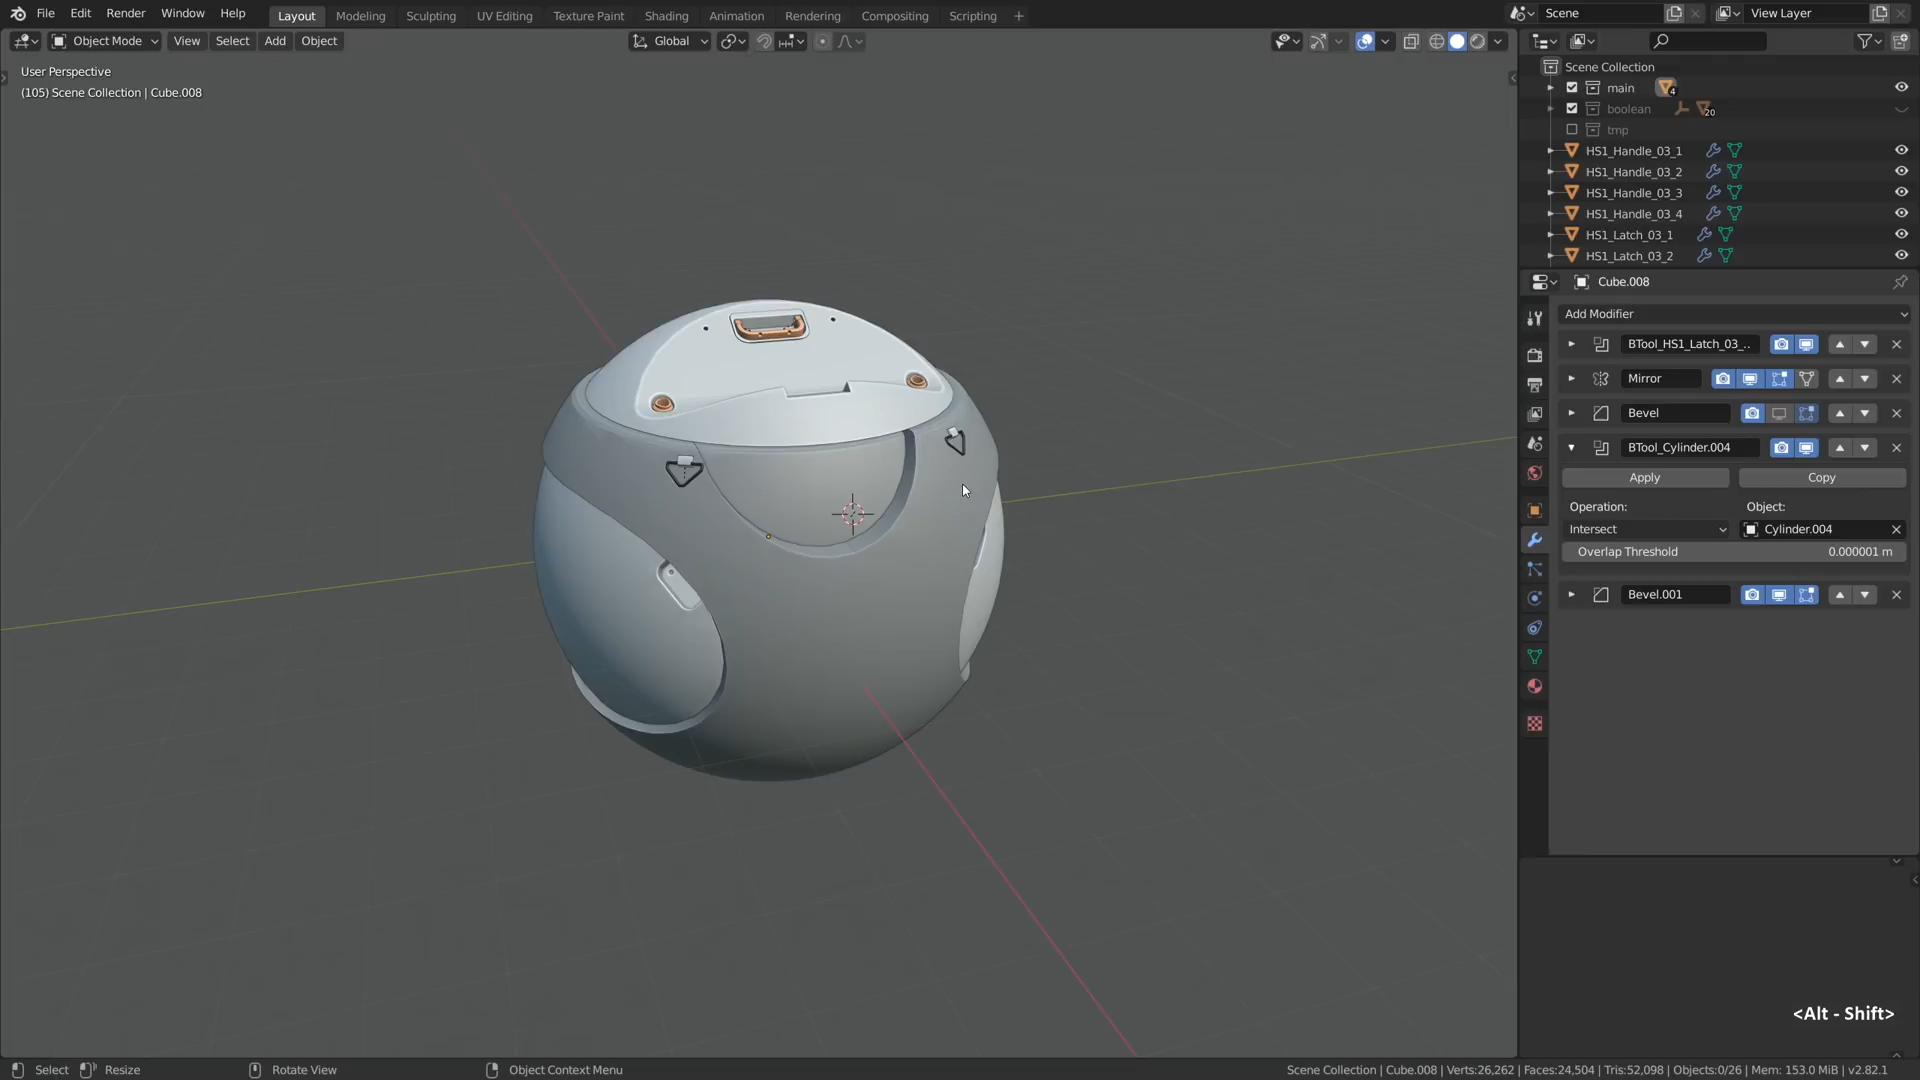 File Edit Render Window Help Layout Modeling Sculpting UV Editing Texture Paint Shading Animation Rendering Compositing Scripting + Scene View Layer
Object Mode View Select Add Object Global
User Perspective
(105) Scene Collection | Cube.008
Scene Collection
main 4
boolean 20
tmp
HS1_Handle_03_1
HS1_Handle_03_2
HS1_Handle_03_3
HS1_Handle_03_4
HS1_Latch_03_1
HS1_Latch_03_2
Cube.008
Add Modifier
BTool_HS1_Latch_03_..
Mirror
Bevel
BTool_Cylinder.004
Apply Copy
Operation: Object:
Intersect Cylinder.004
Overlap Threshold 0.000001 m
Bevel.001
<Alt - Shift>
Select Resize Rotate View Object Context Menu Scene Collection | Cube.008 | Verts:26,262 | Faces:24,504 | Tris:52,098 | Objects:0/26 | Mem: 153.0 MiB | v2.82.1